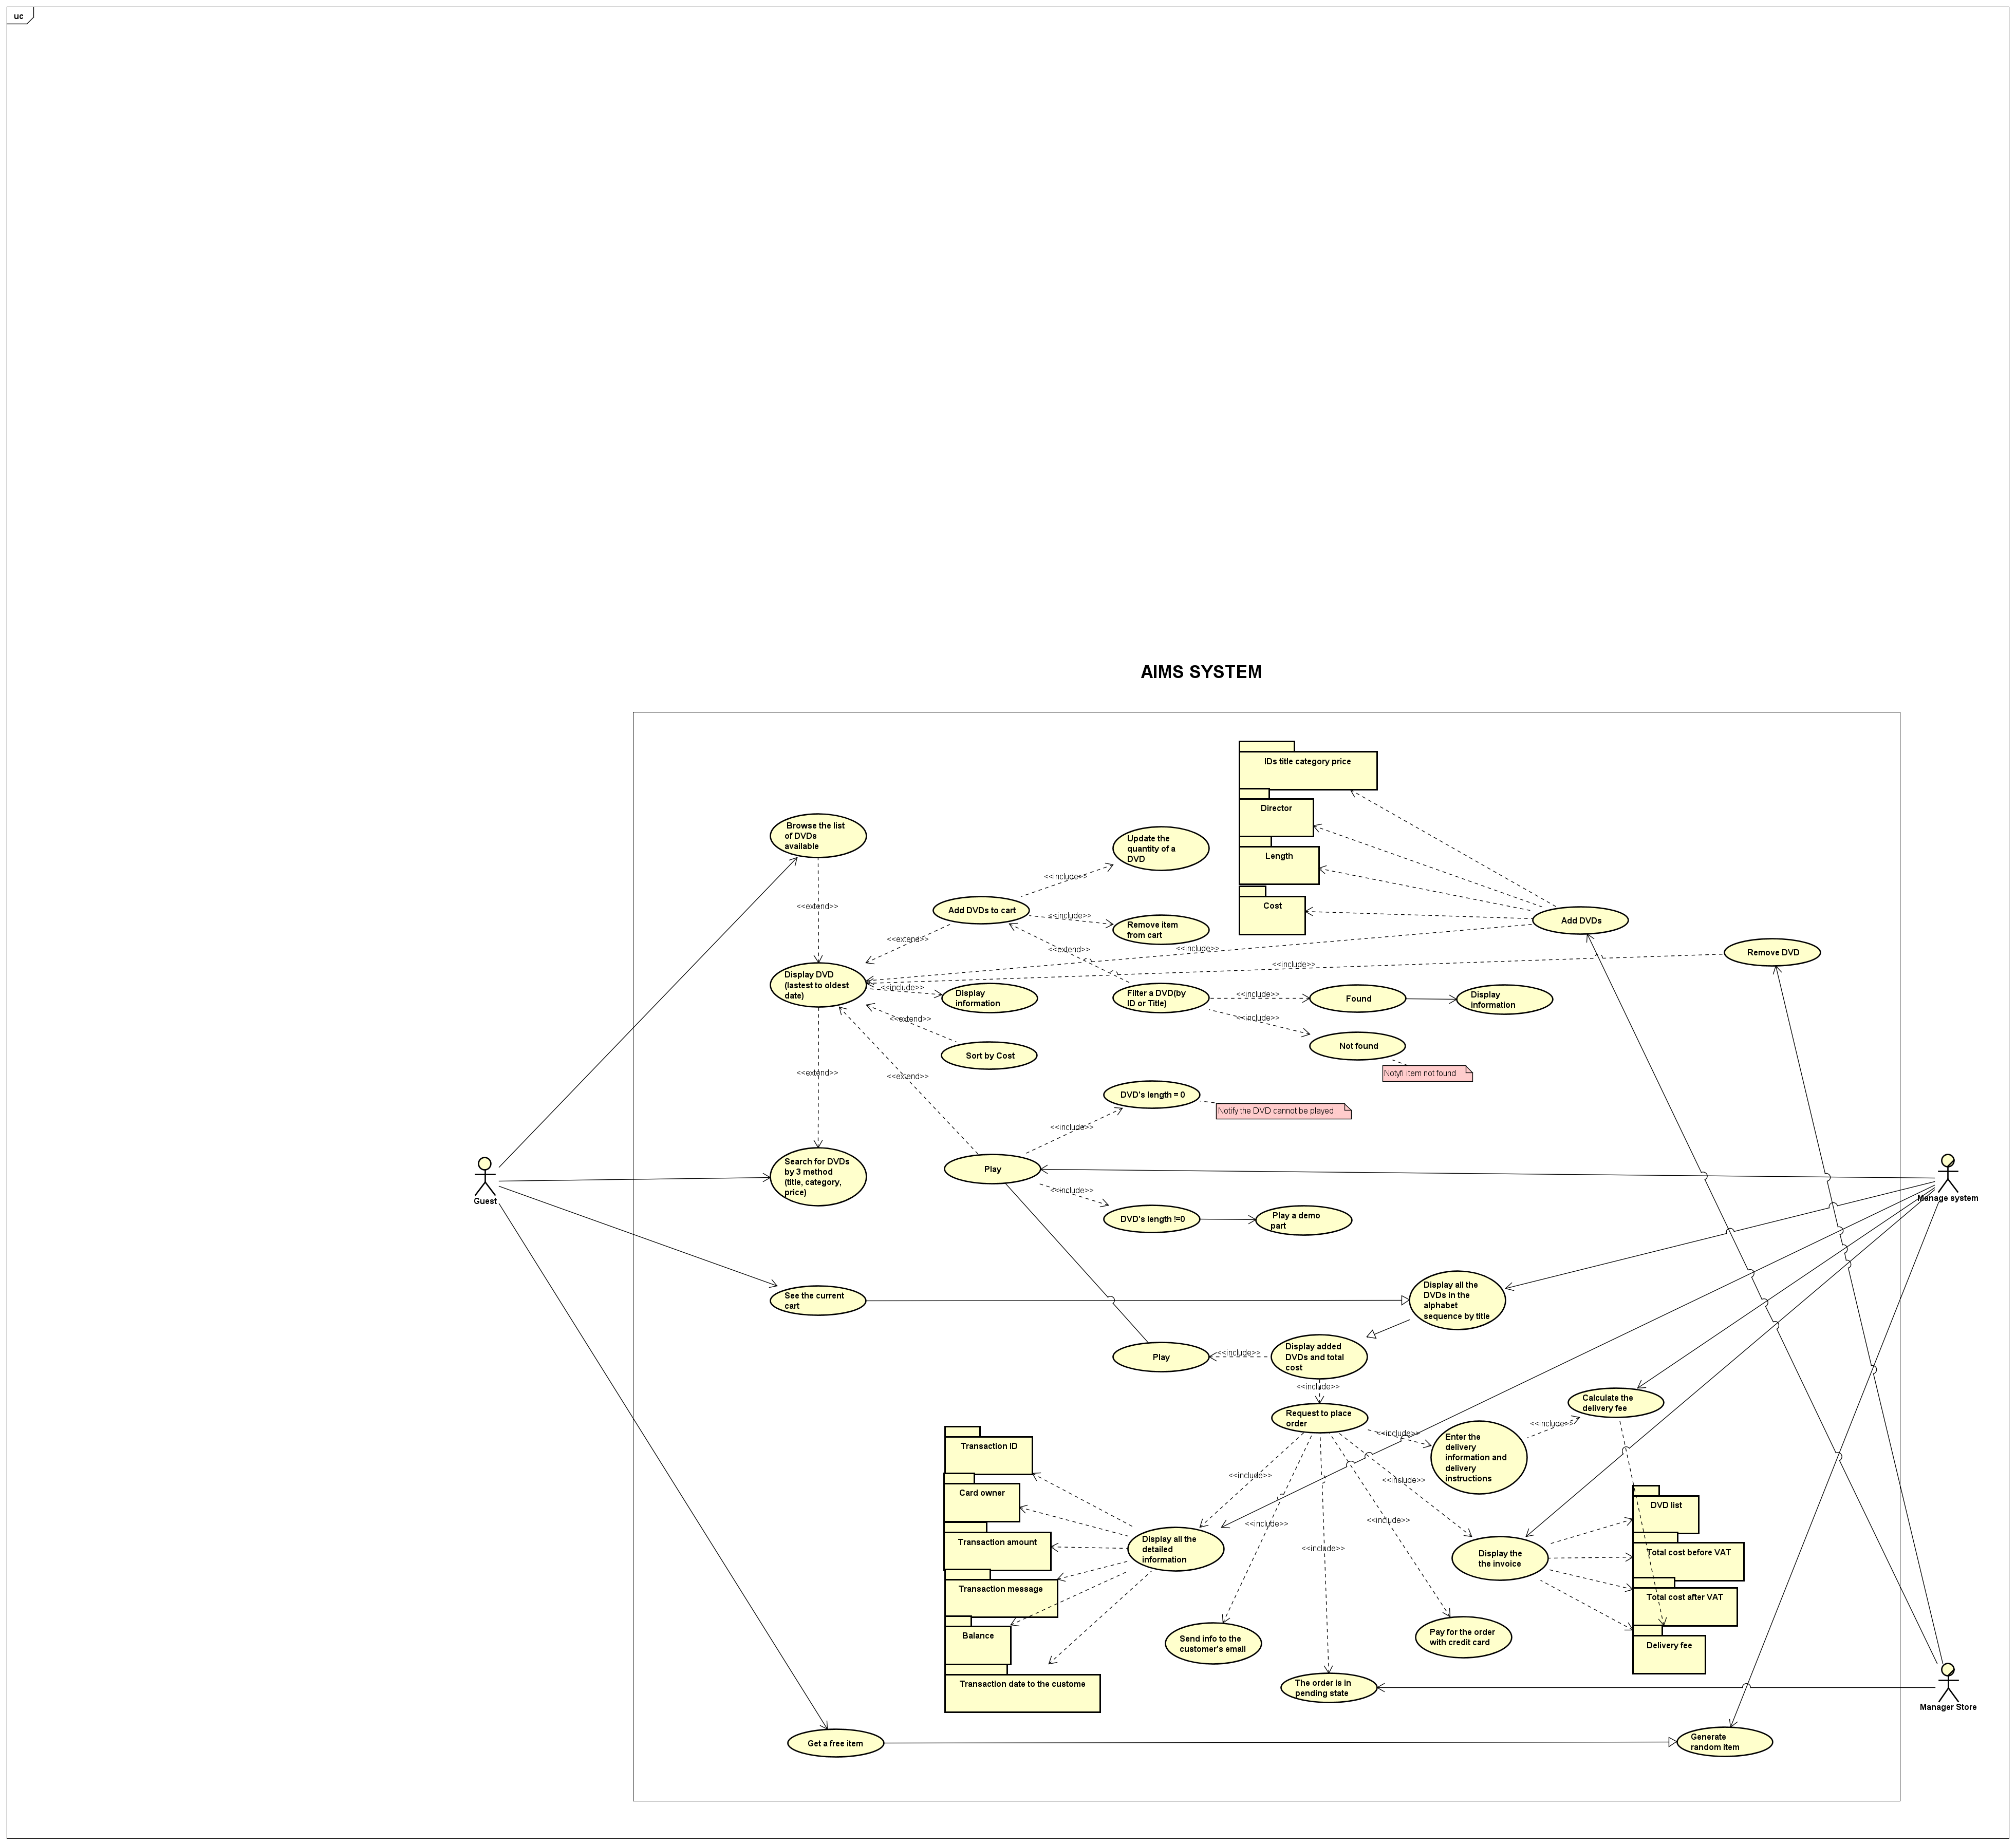 uc
AIMS SYSTEM
IDs title category price
Director
Length
Cost
Browse the list
of DVDs
available
Update the
quantity of a
DVD
<<include>>
<<extend>>
Add DVDs to cart
<<include>>
Remove item
from cart
Add DVDs
<<extend>>
<<extend>>
<<include>>
Remove DVD
<<include>>
Display DVD
(lastest to oldest
date)
<<include>>
Display
information
Filter a DVD(by
ID or Title)
<<include>>
Found
Display
information
<<extend>>
<<include>>
Sort by Cost
Not found
Notyfi item not found
<<extend>>
<<extend>>
DVD's length = 0
Notify the DVD cannot be played.
<<include>>
Search for DVDs
by 3 method
(title, category,
price)
Play
<<include>>
Guest
Manage system
DVD's length !=0
Play a demo
part
See the current
cart
Display all the
DVDs in the
alphabet
sequence by title
Play
<<include>>
Display added
DVDs and total
cost
<<include>>
Request to place
order
<<include>>
Enter the
delivery
information and
delivery
instructions
<<include>>
Calculate the
delivery fee
Transaction ID
Card owner
Transaction amount
Transaction message
Balance
Transaction date to the custome
<<include>>
<<include>>
<<include>>
<<include>>
<<include>>
Display all the
detailed
information
Display the
the invoice
DVD list
Total cost before VAT
Total cost after VAT
Delivery fee
Send info to the
customer's email
Pay for the order
with credit card
The order is in
pending state
Manager Store
Get a free item
Generate
random item